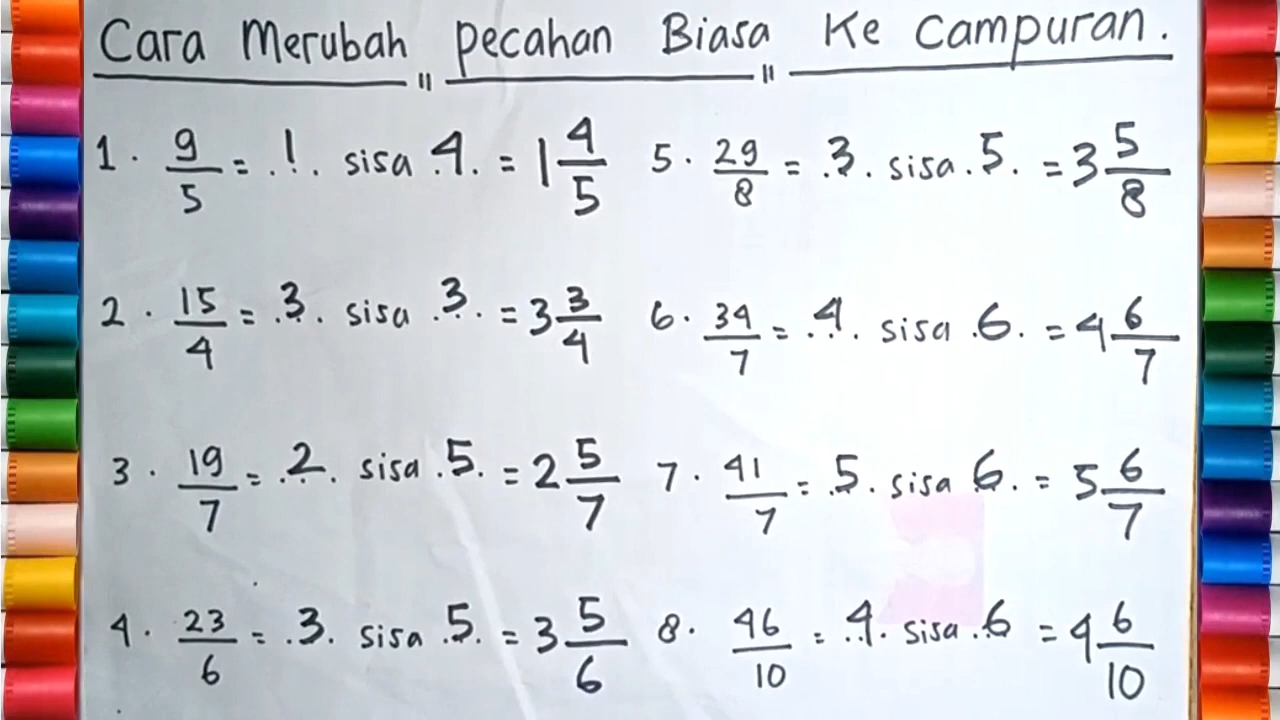 Cara Merubah pecahan Biasa Ke Campuran.
1. 9/5 = .1. sisa .4. = 1 4/5
2. 15/4 = .3. sisa .3. = 3 3/4
3. 19/7 = .2. sisa .5. = 2 5/7
4. 23/6 = .3. sisa .5. = 3 5/6
5. 29/8 = .3. sisa .5. = 3 5/8
6. 34/7 = .4. sisa .6. = 4 6/7
7. 41/7 = .5. sisa .6. = 5 6/7
8. 46/10 = .4. sisa .6 = 4 6/10